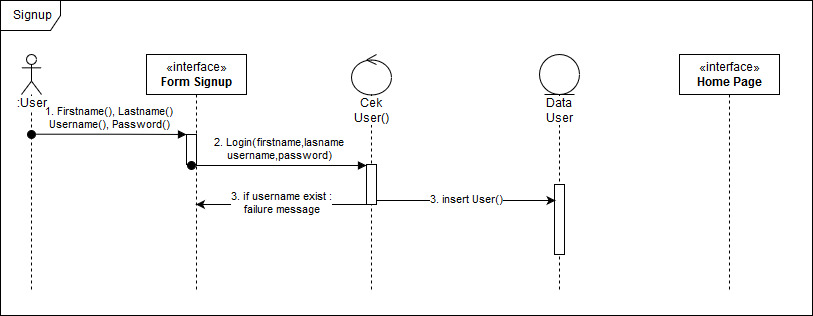 Signup
«interface»
Form Signup
«interface»
Home Page
:User
Cek
User()
Data
User
1. Firstname(), Lastname()
Username(), Password()
2. Login(firstname,lasname
username,password)
3. if username exist :
failure message
3. insert User()